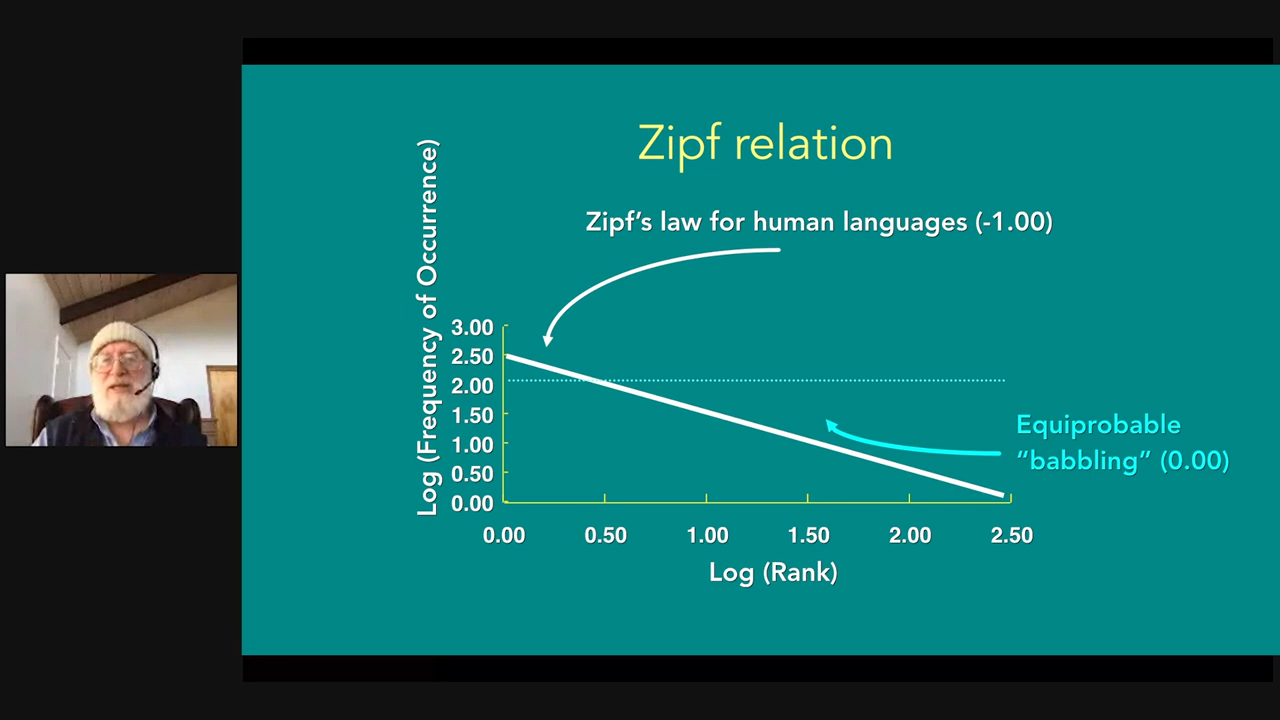 Zipf relation
Zipf’s law for human languages (-1.00)
Log (Frequency of Occurrence)
3.00
2.50
2.00
1.50
1.00
0.50
0.00
Equiprobable
“babbling” (0.00)
0.00 0.50 1.00 1.50 2.00 2.50
Log (Rank)